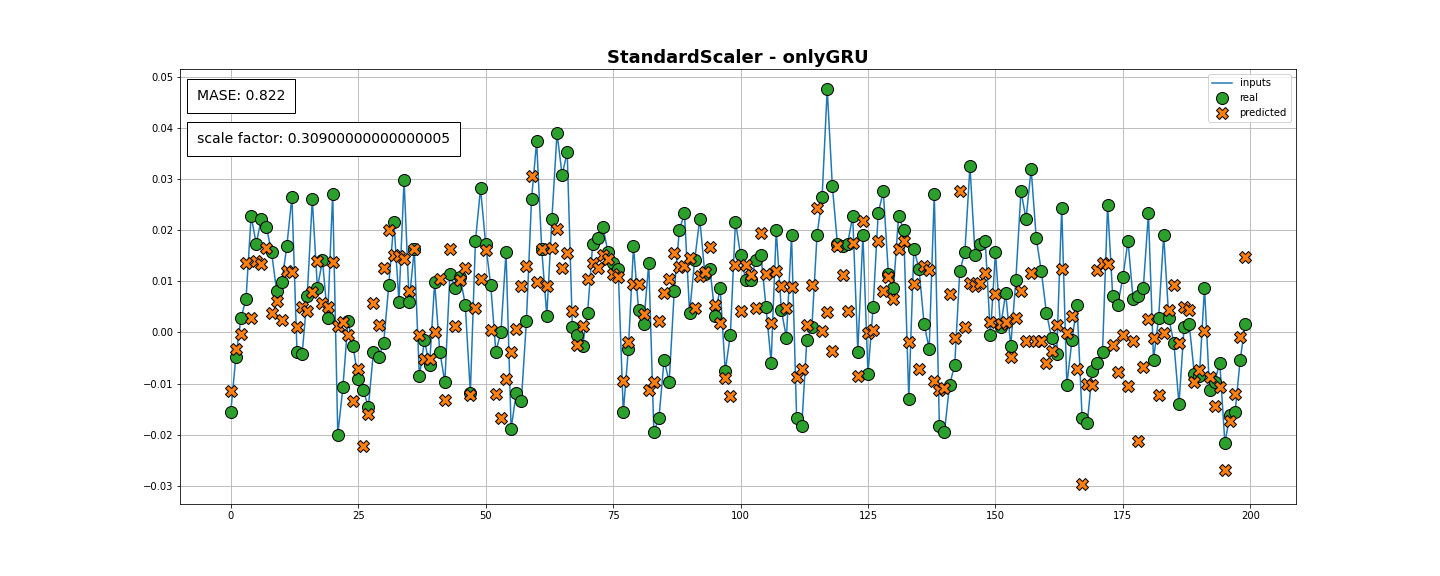 StandardScaler - onlyGRU
MASE: 0.822
scale factor: 0.30900000000000005
inputs
real
predicted
0.05
0.04
0.03
0.02
0.01
0.00
−0.01
−0.02
−0.03
0 25 50 75 100 125 150 175 200